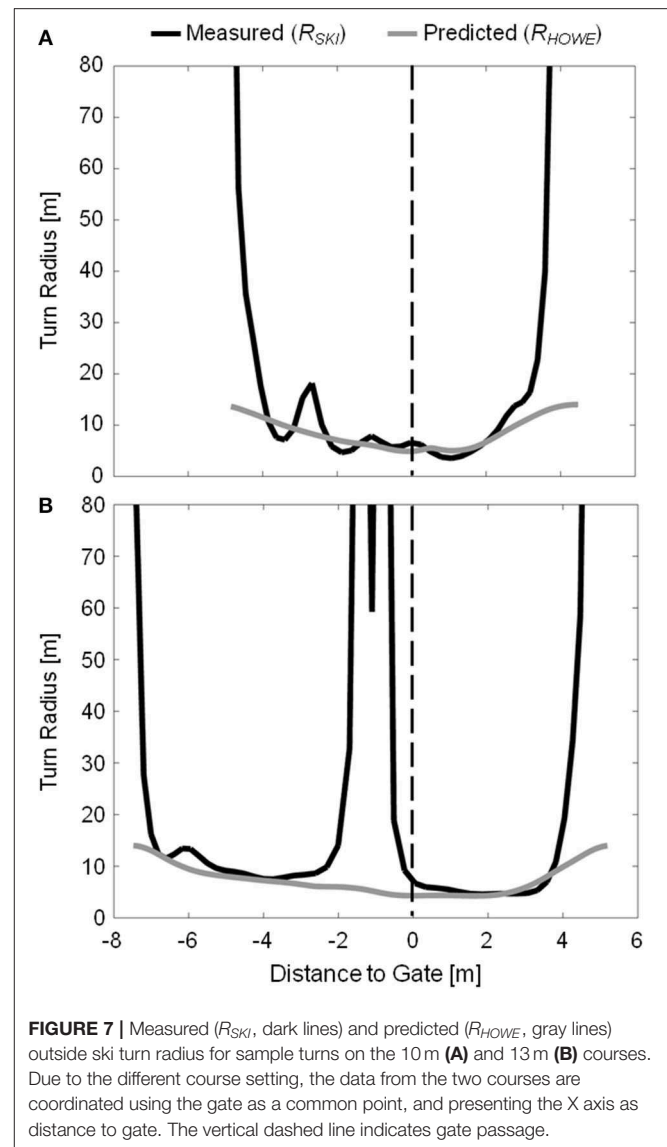 A
Measured (R_SKI) Predicted (R_HOWE)
80
70
60
50
40
30
20
10
0
Turn Radius [m]
B
80
70
60
50
40
30
20
10
0
Turn Radius [m]
-8 -6 -4 -2 0 2 4 6
Distance to Gate [m]
FIGURE 7 | Measured (R_SKI, dark lines) and predicted (R_HOWE, gray lines)
outside ski turn radius for sample turns on the 10 m (A) and 13 m (B) courses.
Due to the different course setting, the data from the two courses are
coordinated using the gate as a common point, and presenting the X axis as
distance to gate. The vertical dashed line indicates gate passage.